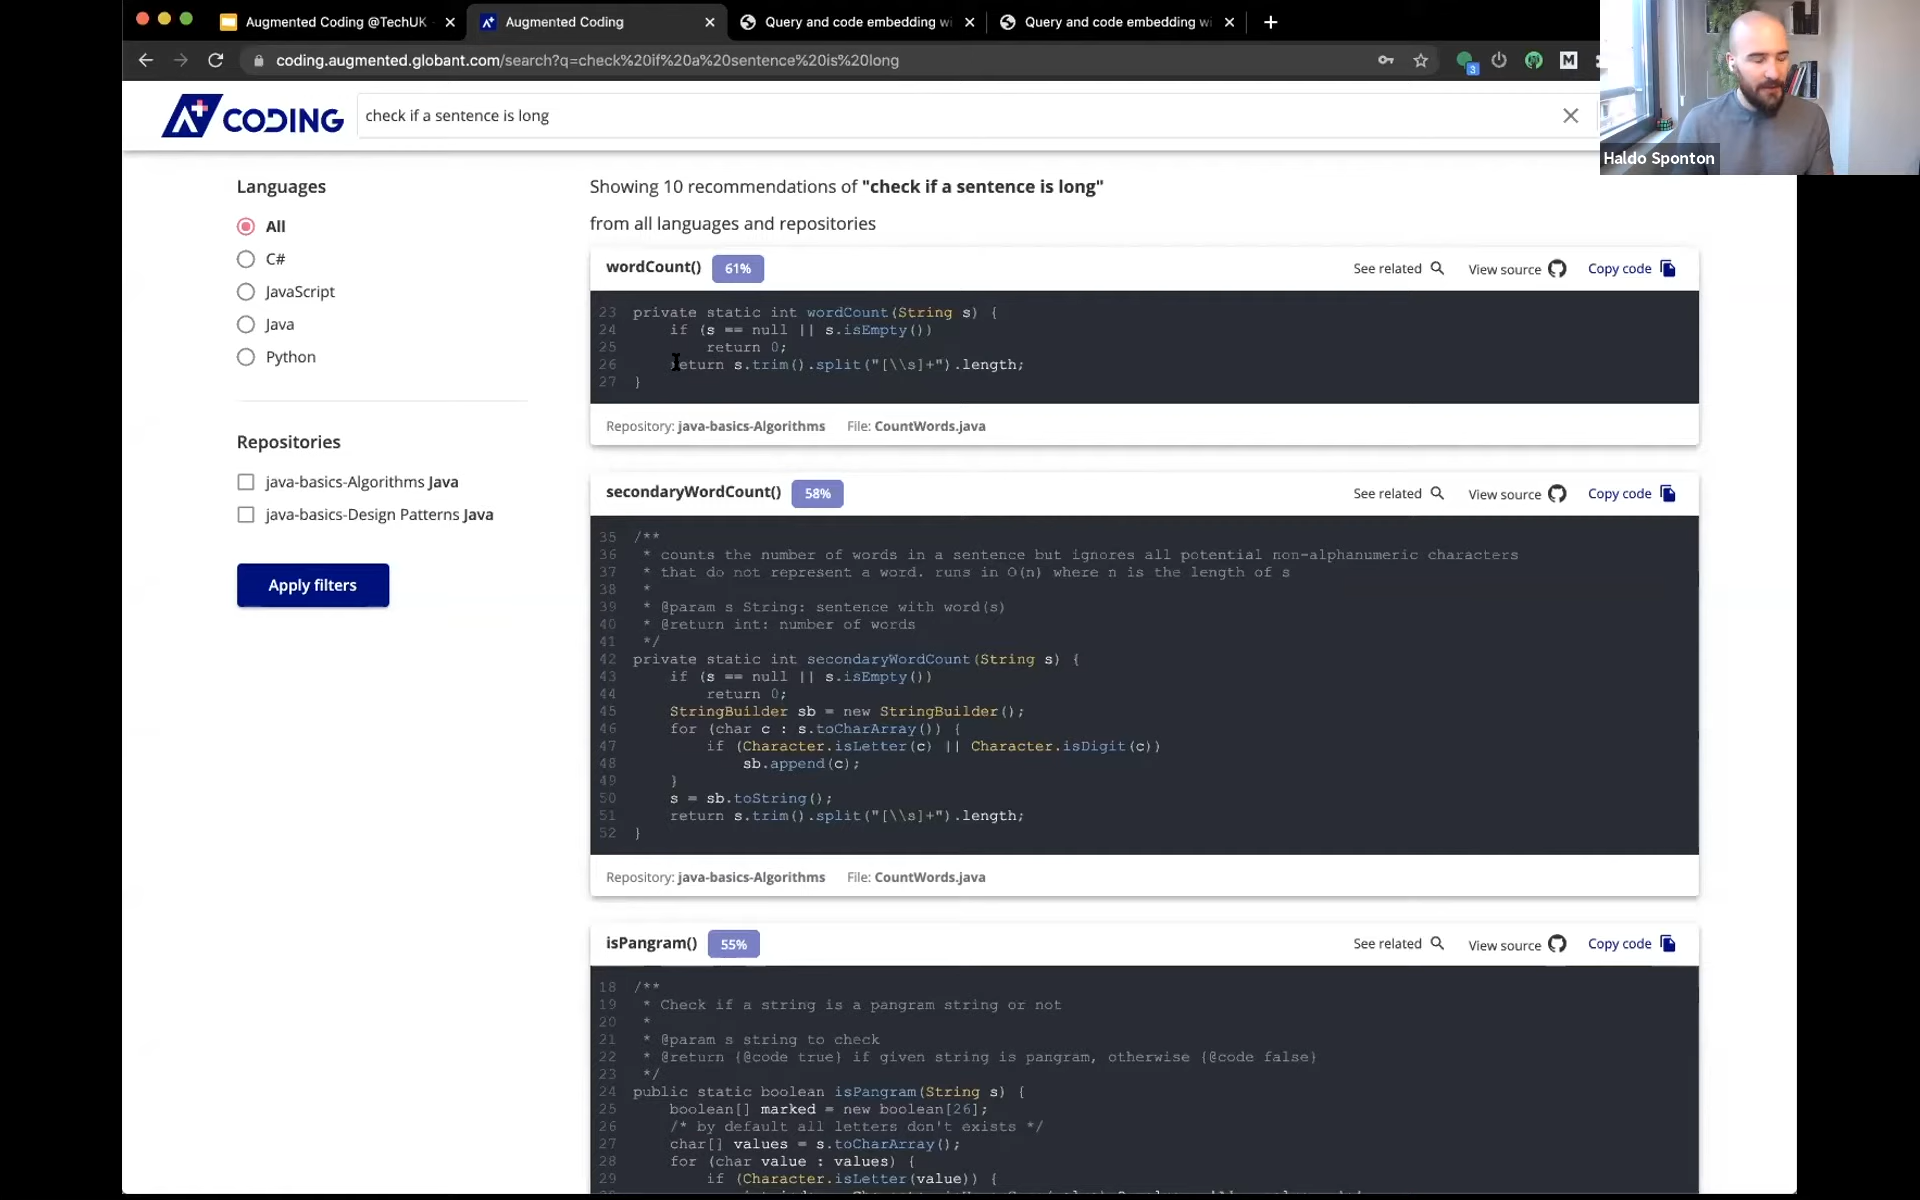 Augmented Coding @TechUK
Augmented Coding
Query and code embedding wi
Query and code embedding wi
coding.augmented.globant.com/search?q=check%20if%20a%20sentence%20is%20long
3
M
Haldo Sponton
A+ CODING
check if a sentence is long
Languages
All
C#
JavaScript
Java
Python
Repositories
java-basics-Algorithms Java
java-basics-Design Patterns Java
Apply filters
Showing 10 recommendations of "check if a sentence is long"
from all languages and repositories
wordCount() 61% See related View source Copy code
23 private static int wordCount(String s) {
24 if (s == null || s.isEmpty())
25 return 0;
26 return s.trim().split("[\\s]+").length;
27 }
Repository: java-basics-Algorithms File: CountWords.java
secondaryWordCount() 58% See related View source Copy code
35 /**
36 * counts the number of words in a sentence but ignores all potential non-alphanumeric characters
37 * that do not represent a word. runs in O(n) where n is the length of s
38 *
39 * @param s String: sentence with word(s)
40 * @return int: number of words
41 */
42 private static int secondaryWordCount(String s) {
43 if (s == null || s.isEmpty())
44 return 0;
45 StringBuilder sb = new StringBuilder();
46 for (char c : s.toCharArray()) {
47 if (Character.isLetter(c) || Character.isDigit(c))
48 sb.append(c);
49 }
50 s = sb.toString();
51 return s.trim().split("[\\s]+").length;
52 }
Repository: java-basics-Algorithms File: CountWords.java
isPangram() 55% See related View source Copy code
18 /**
19 * Check if a string is a pangram string or not
20 *
21 * @param s string to check
22 * @return {@code true} if given string is pangram, otherwise {@code false}
23 */
24 public static boolean isPangram(String s) {
25 boolean[] marked = new boolean[26];
26 /* by default all letters don't exists */
27 char[] values = s.toCharArray();
28 for (char value : values) {
29 if (Character.isLetter(value)) {